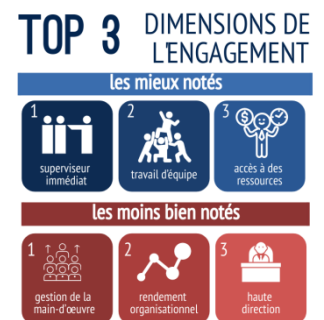 TOP 3 DIMENSIONS DE
L'ENGAGEMENT
les mieux notés
1 2 3
superviseur
immédiat
travail d'équipe
accès à des
ressources
les moins bien notés
1 2 3
gestion de la
main-d'œuvre
rendement
organisationnel
haute
direction